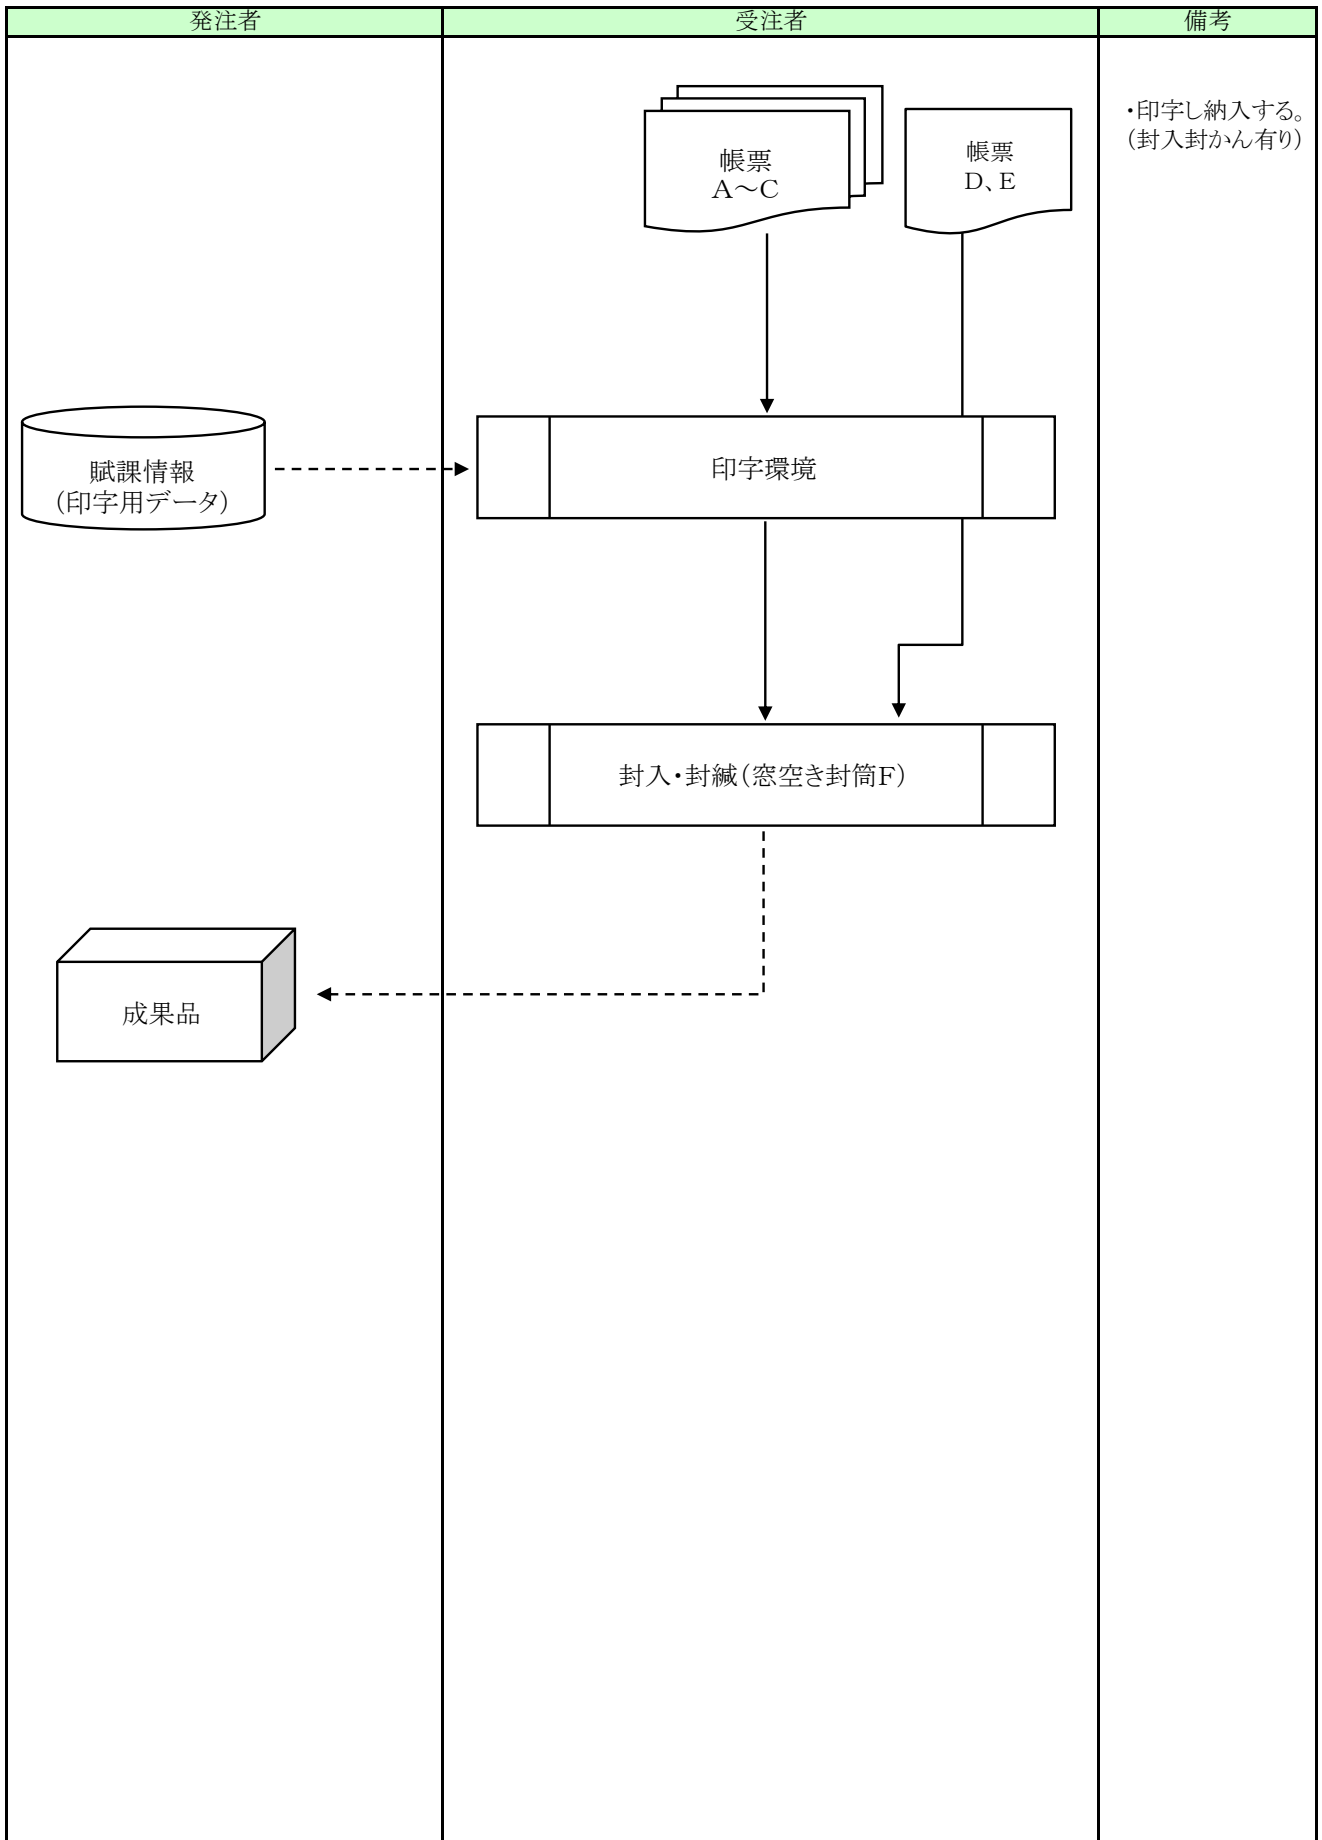 発注者
受注者
備考
帳票
A～C
帳票
D、E
・印字し納入する。
（封入封かん有り）
賦課情報
（印字用データ）
印字環境
封入・封緘（窓空き封筒F）
成果品